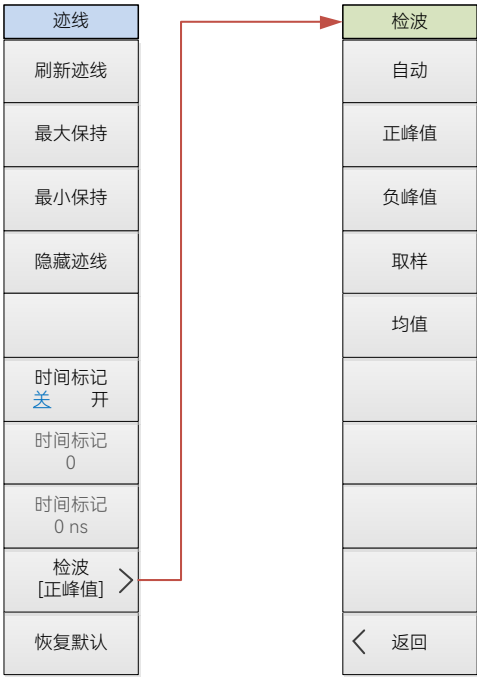 迹线
刷新迹线
最大保持
最小保持
隐藏迹线
时间标记
关 开
时间标记
0
时间标记
0 ns
检波
[正峰值]
恢复默认
检波
自动
正峰值
负峰值
取样
均值
返回